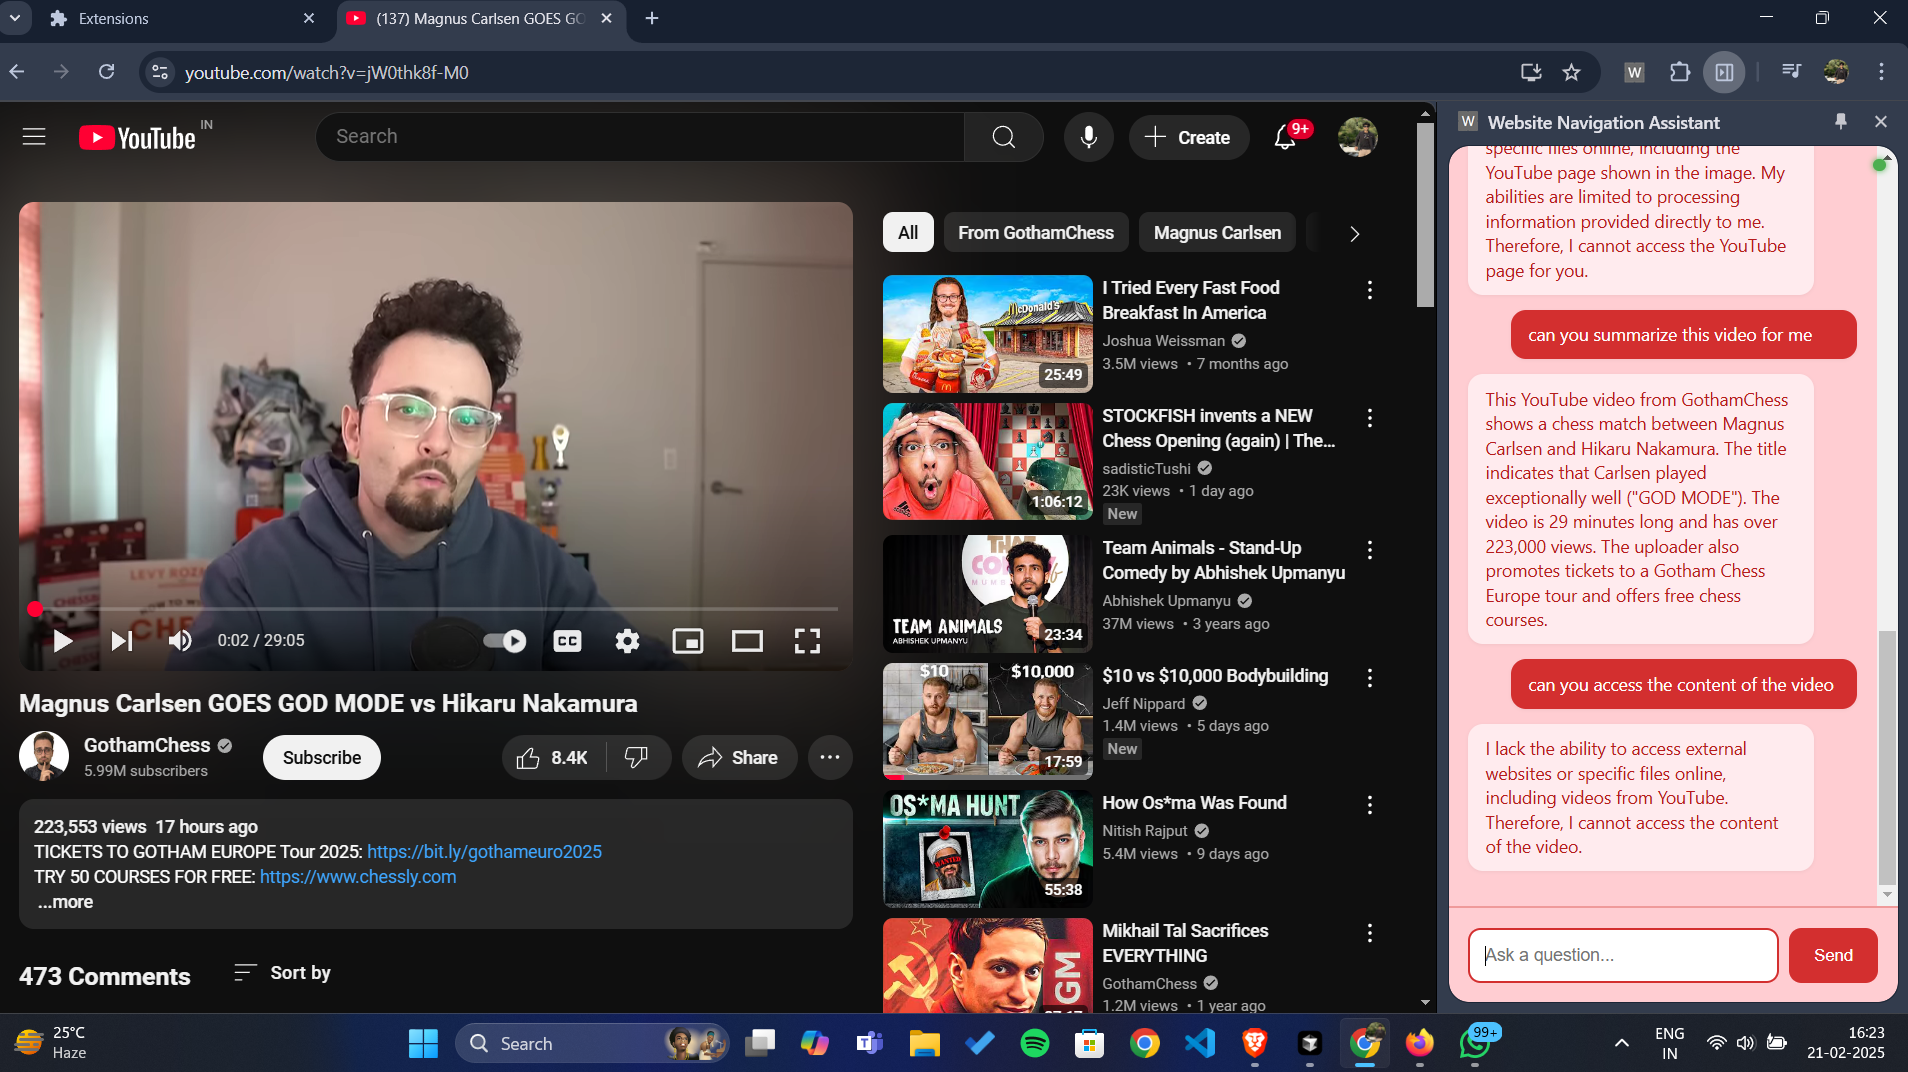 Extensions
(137) Magnus Carlsen GOES GO
youtube.com/watch?v=jW0thk8f-M0
W
W Website Navigation Assistant
YouTube IN
Search
Create
9+
LEVY ROZ
HOW TO WI
CHE
0:02 / 29:05
CC
Magnus Carlsen GOES GOD MODE vs Hikaru Nakamura
GothamChess
5.99M subscribers
Subscribe
8.4K
Share
223,553 views 17 hours ago
TICKETS TO GOTHAM EUROPE Tour 2025: https://bit.ly/gothameuro2025
TRY 50 COURSES FOR FREE: https://www.chessly.com
...more
473 Comments
Sort by
All
From GothamChess
Magnus Carlsen
McDonald's
25:49
I Tried Every Fast Food
Breakfast In America
Joshua Weissman
3.5M views • 7 months ago
1:06:12
STOCKFISH invents a NEW
Chess Opening (again) | The...
sadisticTushi
23K views • 1 day ago
New
TEAM ANIMALS
ABHISHEK UPMANYU
23:34
Team Animals - Stand-Up
Comedy by Abhishek Upmanyu
Abhishek Upmanyu
37M views • 3 years ago
$10
$10,000
17:59
$10 vs $10,000 Bodybuilding
Jeff Nippard
1.4M views • 5 days ago
New
OS*MA HUNT
WANTED
55:38
How Os*ma Was Found
Nitish Rajput
5.4M views • 9 days ago
GM
Mikhail Tal Sacrifices
EVERYTHING
GothamChess
1.2M views • 1 year ago
specific files online, including the
YouTube page shown in the image. My
abilities are limited to processing
information provided directly to me.
Therefore, I cannot access the YouTube
page for you.
can you summarize this video for me
This YouTube video from GothamChess
shows a chess match between Magnus
Carlsen and Hikaru Nakamura. The title
indicates that Carlsen played
exceptionally well ("GOD MODE"). The
video is 29 minutes long and has over
223,000 views. The uploader also
promotes tickets to a Gotham Chess
Europe tour and offers free chess
courses.
can you access the content of the video
I lack the ability to access external
websites or specific files online,
including videos from YouTube.
Therefore, I cannot access the content
of the video.
Ask a question...
Send
25°C
Haze
Search
99+
ENG
IN
16:23
21-02-2025